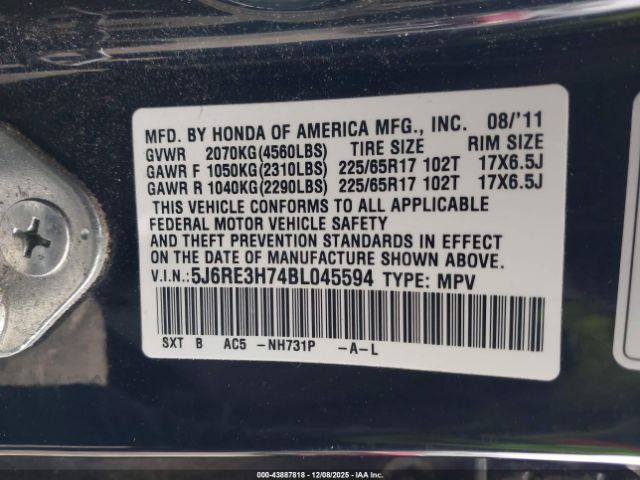 MFD. BY HONDA OF AMERICA MFG., INC. 08/'11
GVWR 2070KG(4560LBS) TIRE SIZE RIM SIZE
GAWR F 1050KG(2310LBS) 225/65R17 102T 17X6.5J
GAWR R 1040KG(2290LBS) 225/65R17 102T 17X6.5J
THIS VEHICLE CONFORMS TO ALL APPLICABLE
FEDERAL MOTOR VEHICLE SAFETY
AND THEFT PREVENTION STANDARDS IN EFFECT
ON THE DATE OF MANUFACTURE SHOWN ABOVE.
V.I.N.: 5J6RE3H74BL045594 TYPE: MPV
SXT B AC5 -NH731P -A-L
000-43887818 - 12/08/2025 - IAA, Inc.